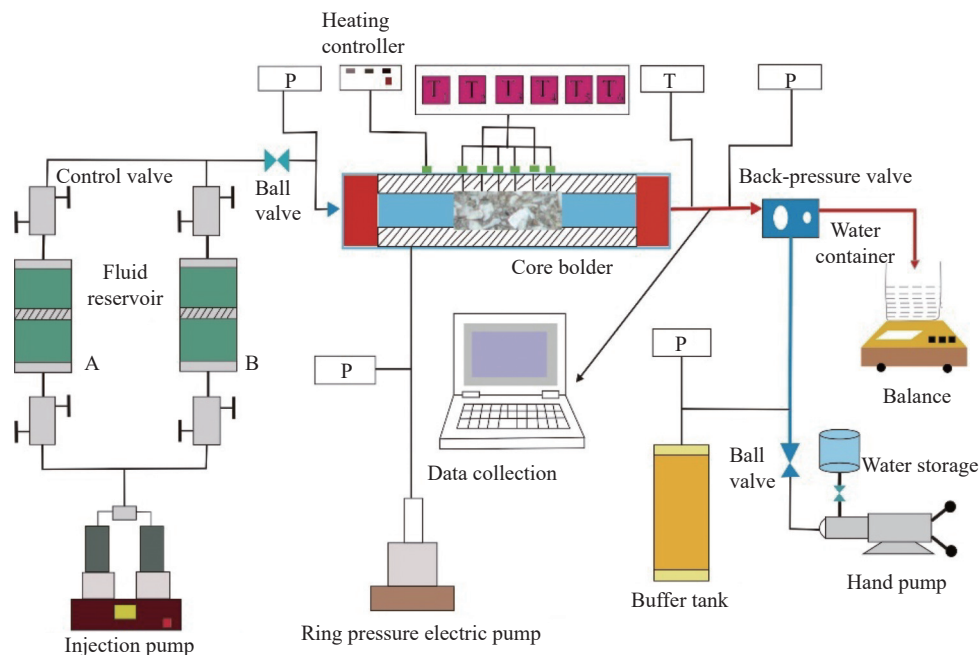 Heating
controller
P
T T T T T T
T
P
Control valve
Ball
valve
Back-pressure valve
Water
container
Core bolder
Fluid
reservoir
A
B
P
P
Balance
Data collection
Ball
valve
Water storage
Hand pump
Buffer tank
Ring pressure electric pump
Injection pump